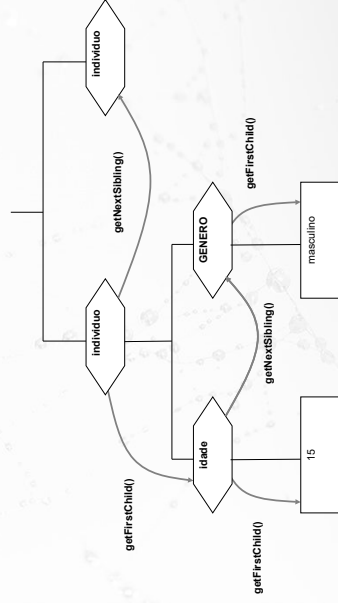 individuo
getNextSibling()
individuo
getFirstChild()
GENERO
getFirstChild()
idade
getNextSibling()
getFirstChild()
masculino
15